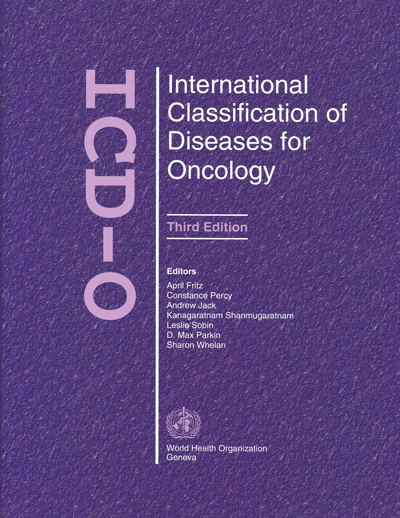 ICD-O
International
Classification of
Diseases for
Oncology
Third Edition
Editors
April Fritz
Constance Percy
Andrew Jack
Kanagaratnam Shanmugaratnam
Leslie Sobin
D. Max Parkin
Sharon Whelan
World Health Organization
Geneva